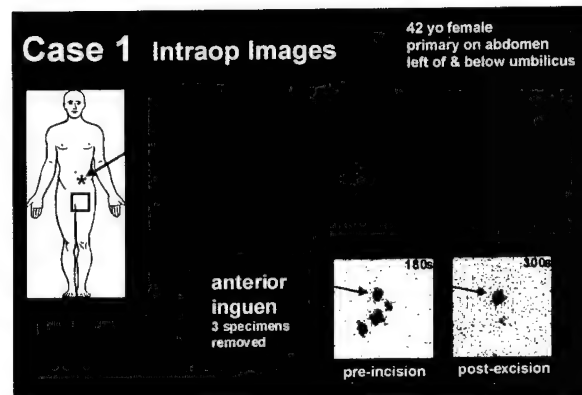 Case 1 Intraop Images
42 yo female
primary on abdomen
left of & below umbilicus
anterior
inguen
3 specimens
removed
180s
300s
pre-incision
post-excision